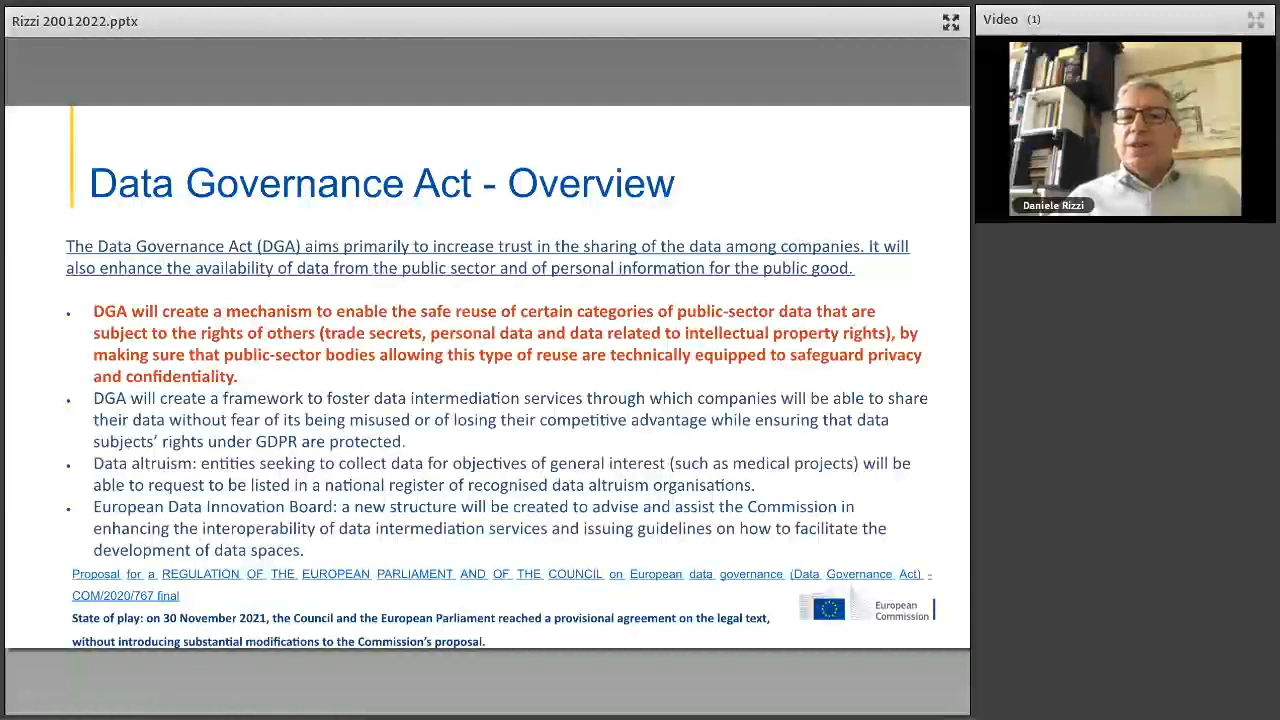 Rizzi 20012022.pptx
Video (1)
Daniele Rizzi
Data Governance Act - Overview
The Data Governance Act (DGA) aims primarily to increase trust in the sharing of the data among companies. It will
also enhance the availability of data from the public sector and of personal information for the public good.
• DGA will create a mechanism to enable the safe reuse of certain categories of public-sector data that are
subject to the rights of others (trade secrets, personal data and data related to intellectual property rights), by
making sure that public-sector bodies allowing this type of reuse are technically equipped to safeguard privacy
and confidentiality.
• DGA will create a framework to foster data intermediation services through which companies will be able to share
their data without fear of its being misused or of losing their competitive advantage while ensuring that data
subjects’ rights under GDPR are protected.
• Data altruism: entities seeking to collect data for objectives of general interest (such as medical projects) will be
able to request to be listed in a national register of recognised data altruism organisations.
• European Data Innovation Board: a new structure will be created to advise and assist the Commission in
enhancing the interoperability of data intermediation services and issuing guidelines on how to facilitate the
development of data spaces.
Proposal for a REGULATION OF THE EUROPEAN PARLIAMENT AND OF THE COUNCIL on European data governance (Data Governance Act) -
COM/2020/767 final
State of play: on 30 November 2021, the Council and the European Parliament reached a provisional agreement on the legal text,
without introducing substantial modifications to the Commission’s proposal.
European
Commission